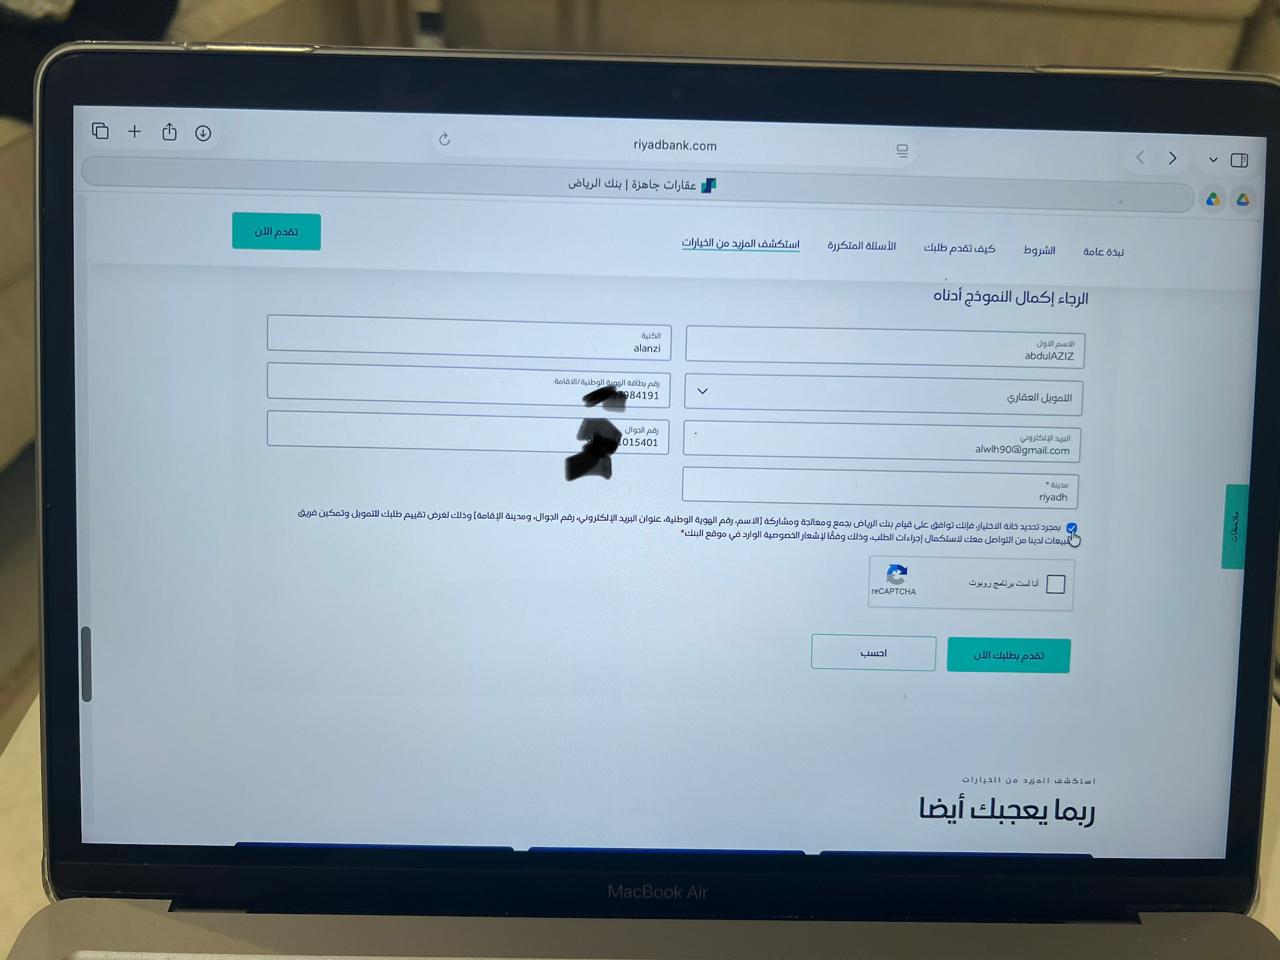 riyadbank.com
عقارات جاهزة | بنك الرياض
نبذة عامة
الشروط
كيف تقدم طلبك
الأسئلة المتكررة
استكشف المزيد من الخيارات
تقدم الآن
الرجاء إكمال النموذج أدناه
الاسم الاول
abdulAZIZ
الكنية
alanzi
التمويل العقاري
رقم بطاقة الهوية الوطنية/الاقامة
984191
البريد الإلكتروني
alwlh90@gmail.com
رقم الجوال
1015401
مدينة *
riyadh
بمجرد تحديد خانة الاختيار، فإنك توافق على قيام بنك الرياض بجمع ومعالجة ومشاركة (الاسم، رقم الهوية الوطنية، عنوان البريد الإلكتروني، رقم الجوال، ومدينة الإقامة) وذلك لغرض تقييم طلبك للتمويل وتمكين فريق
لدينا من التواصل معك لاستكمال إجراءات الطلب، وذلك وفقًا لإشعار الخصوصية الوارد في موقع البنك*
أنا لست برنامج روبوت
reCAPTCHA
تقدم بطلبك الآن
احسب
ملاحظات
استكشف المزيد من الخيارات
ربما يعجبك أيضا
MacBook Air